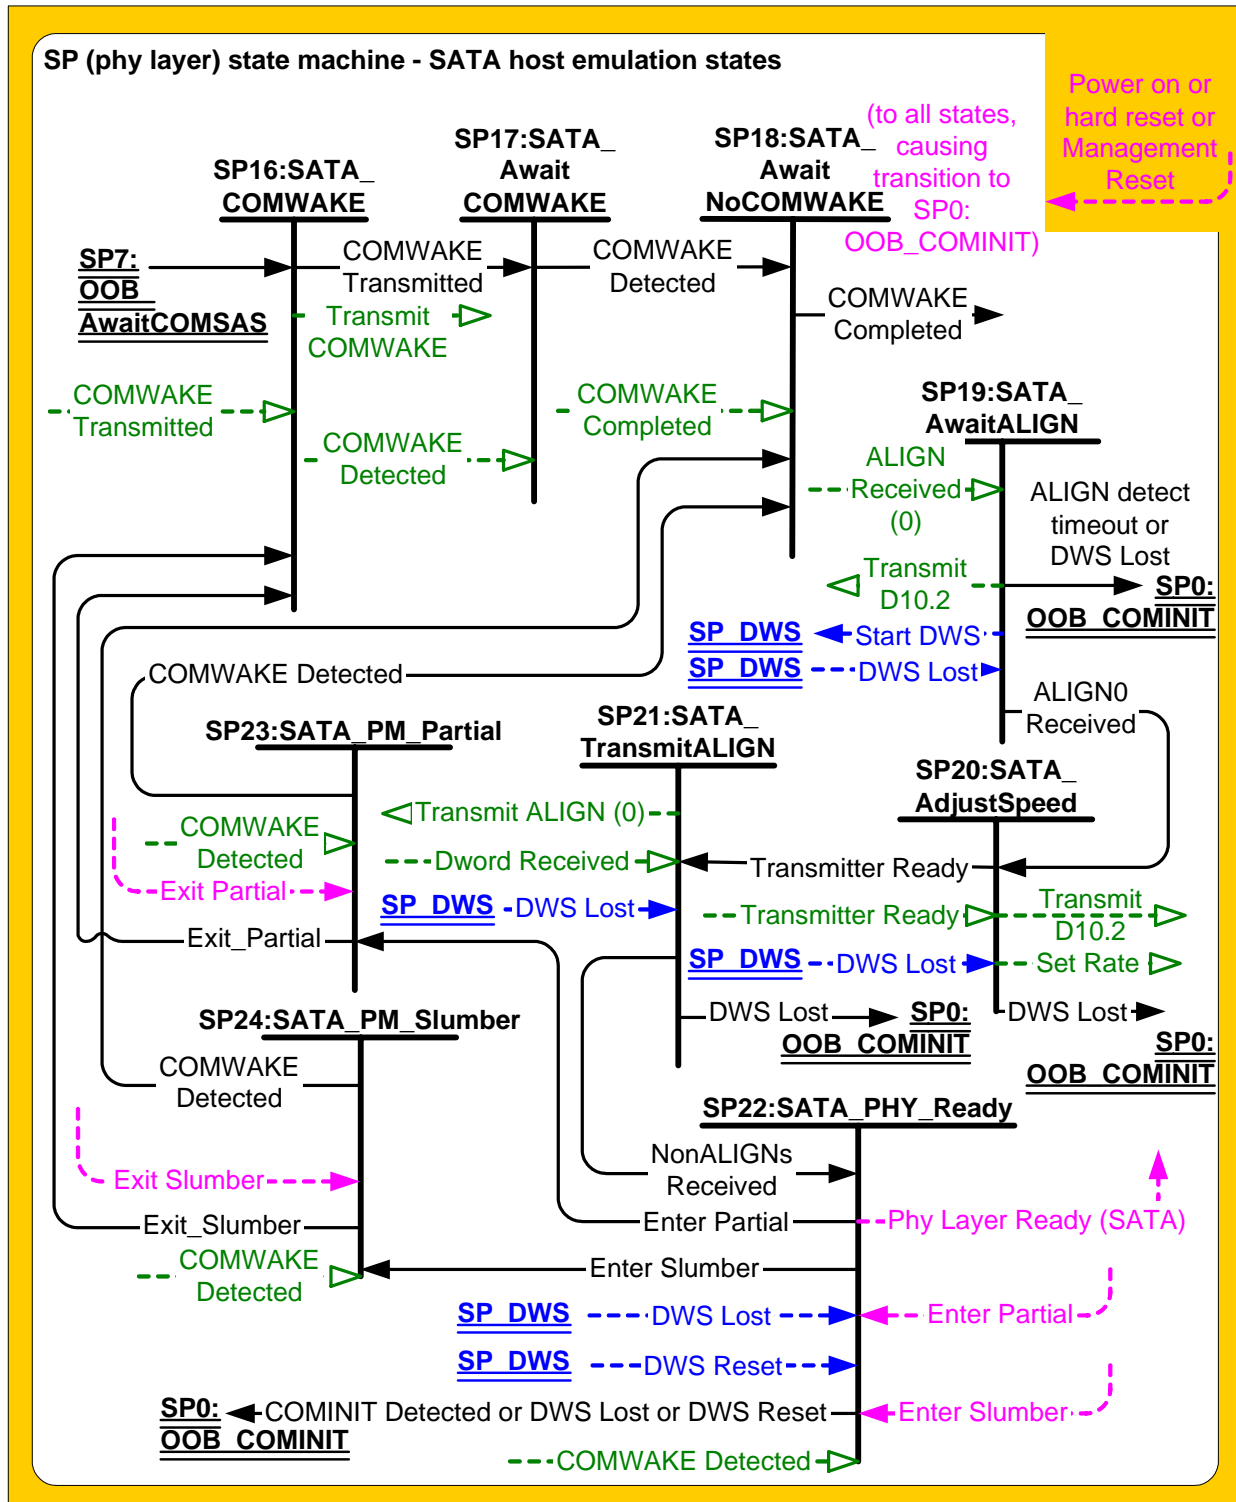 SP (phy layer) state machine - SATA host emulation states
Power on or
hard reset or
Management
Reset
(to all states,
causing
transition to
SP0:
OOB_COMINIT)
SP16:SATA_
COMWAKE
SP17:SATA_
Await
COMWAKE
SP18:SATA_
Await
NoCOMWAKE
SP7:
OOB_
AwaitCOMSAS
COMWAKE
Transmitted
COMWAKE
Detected
Transmit
COMWAKE
COMWAKE
Completed
COMWAKE
Transmitted
COMWAKE
Detected
COMWAKE
Completed
SP19:SATA_
AwaitALIGN
ALIGN
Received
(0)
ALIGN detect
timeout or
DWS Lost
Transmit
D10.2
SP0:
OOB_COMINIT
SP_DWS
Start DWS
SP_DWS
DWS Lost
COMWAKE Detected
ALIGN0
Received
SP23:SATA_PM_Partial
SP21:SATA_
TransmitALIGN
SP20:SATA_
AdjustSpeed
Transmit ALIGN (0)
COMWAKE
Detected
Dword Received
Transmitter Ready
Exit Partial
SP_DWS
DWS Lost
Transmitter Ready
Transmit
D10.2
Exit_Partial
SP_DWS
DWS Lost
Set Rate
SP24:SATA_PM_Slumber
DWS Lost
SP0:
OOB_COMINIT
DWS Lost
SP0:
OOB_COMINIT
COMWAKE
Detected
SP22:SATA_PHY_Ready
Exit Slumber
NonALIGNs
Received
Exit_Slumber
Enter Partial
Phy Layer Ready (SATA)
COMWAKE
Detected
Enter Slumber
SP_DWS
DWS Lost
Enter Partial
SP_DWS
DWS Reset
SP0:
OOB_COMINIT
COMINIT Detected or DWS Lost or DWS Reset
Enter Slumber
COMWAKE Detected